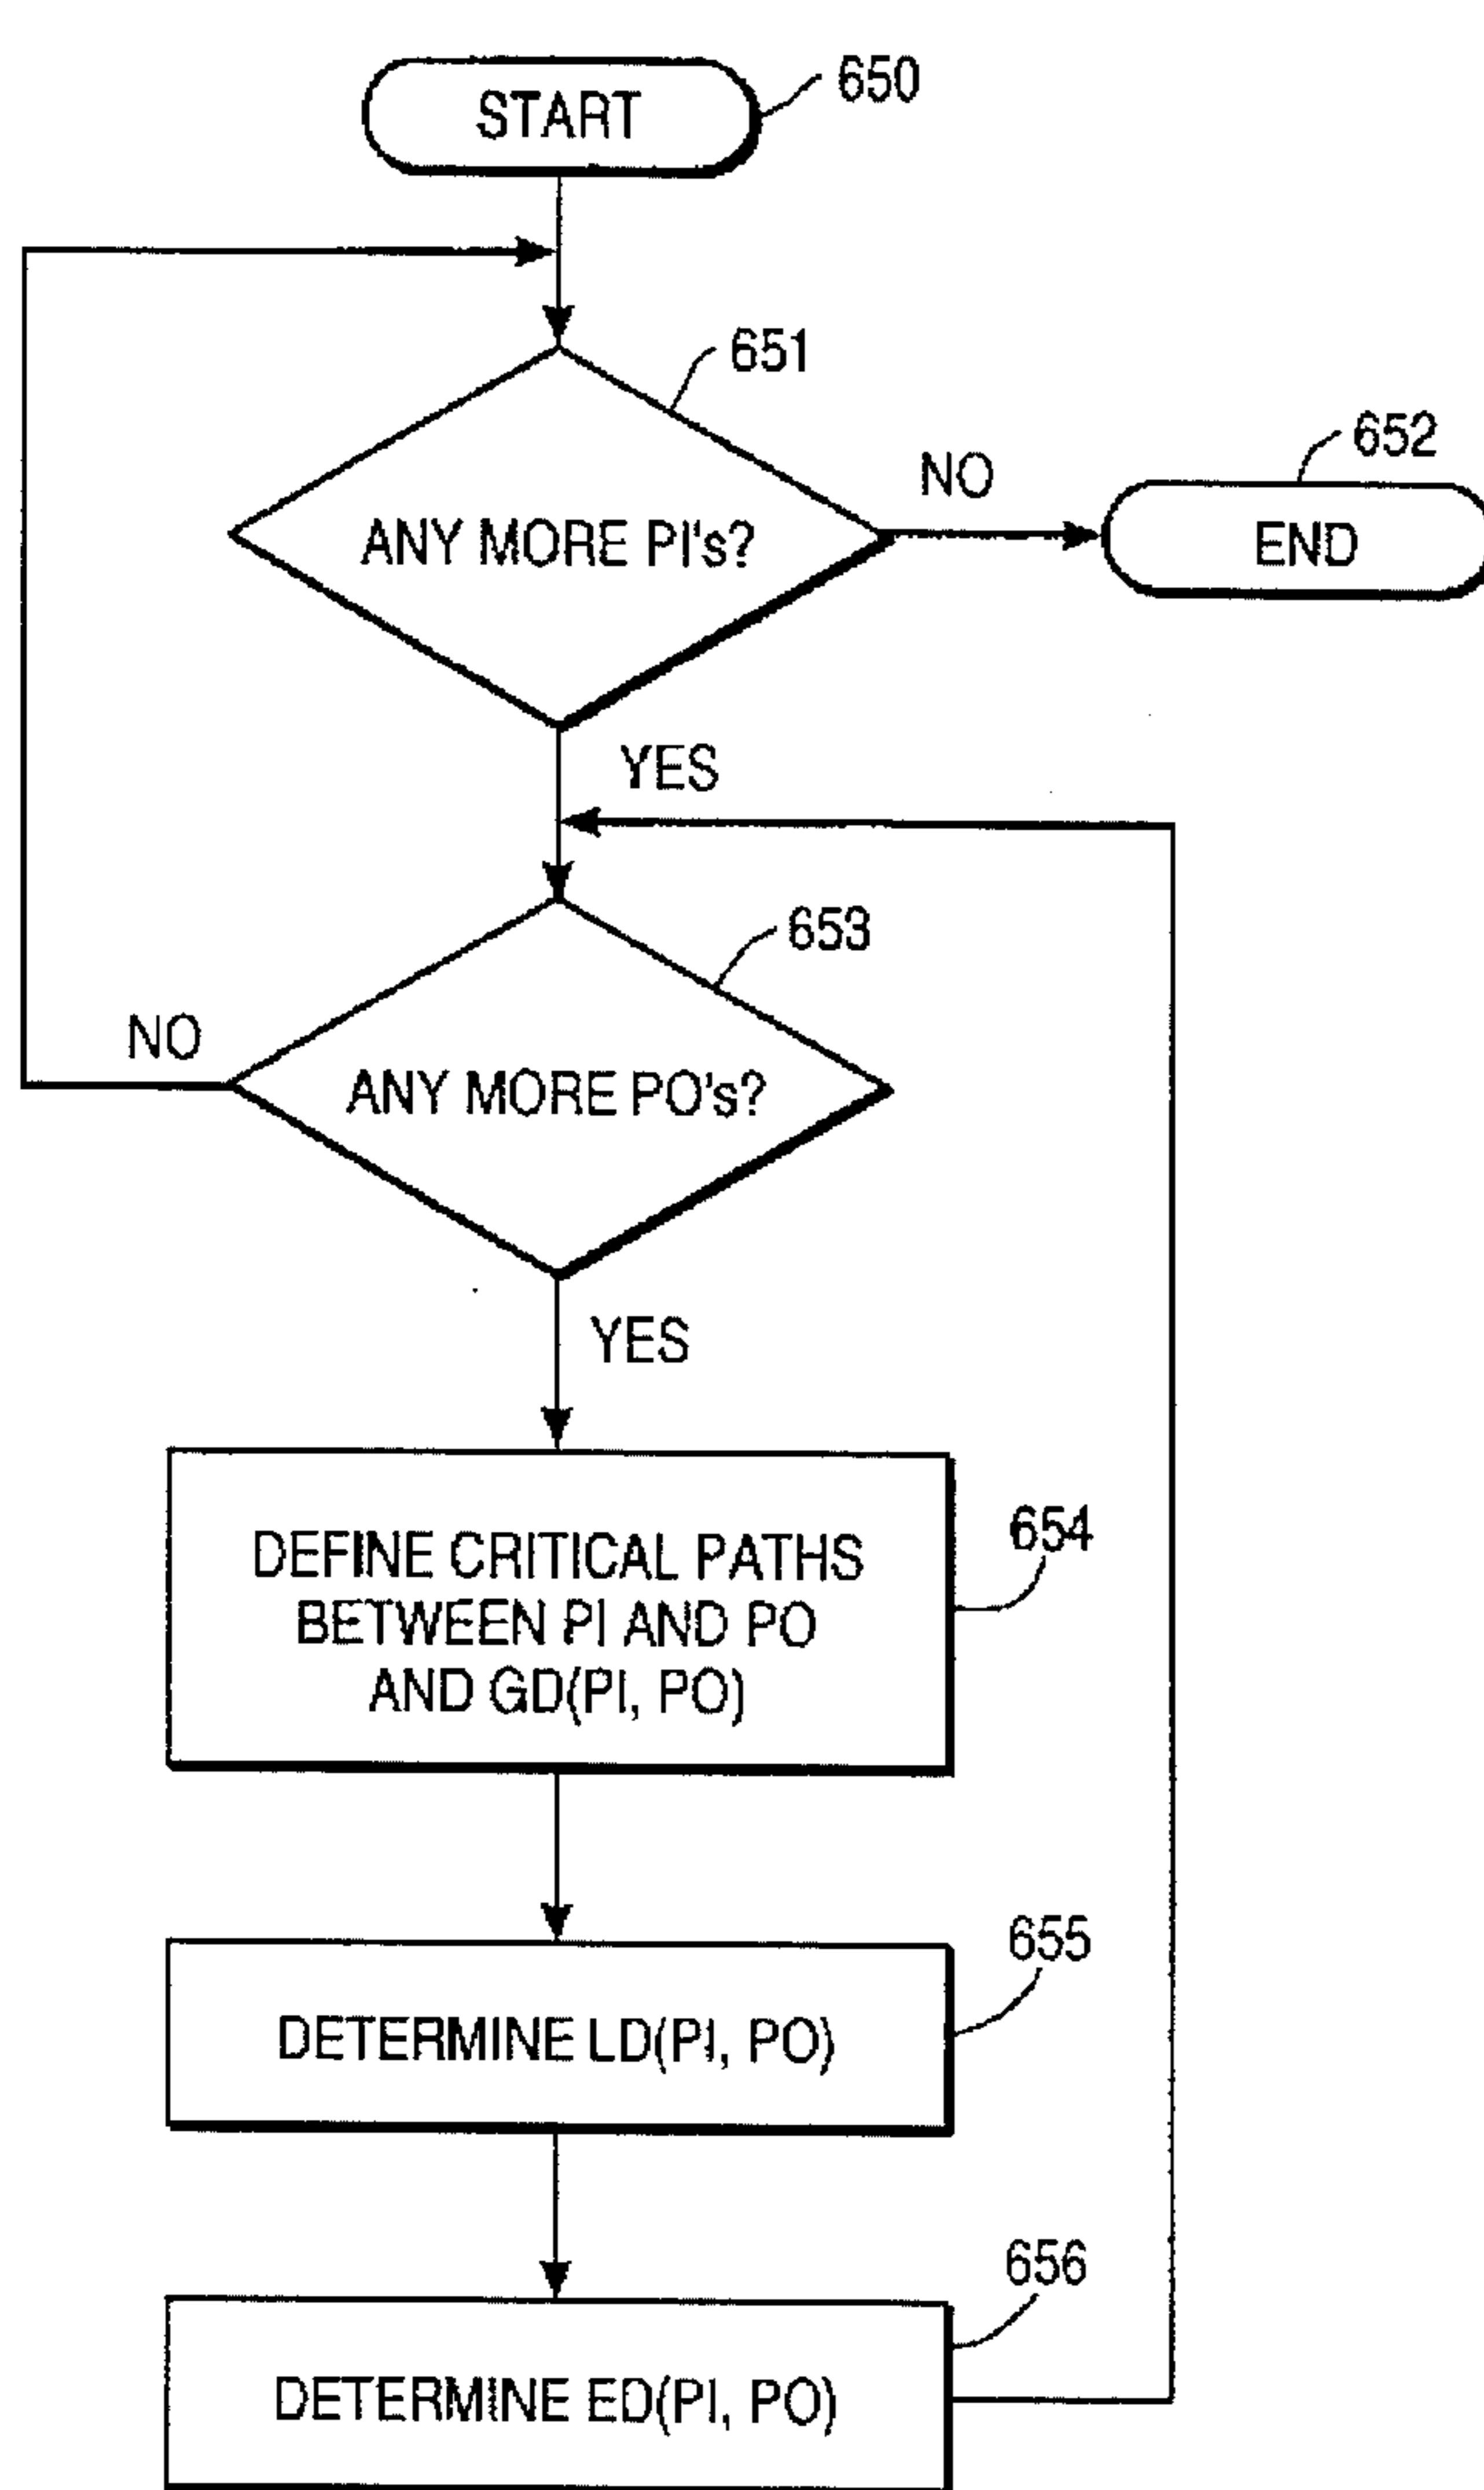 START
650
651
ANY MORE PI's?
NO
652
END
YES
653
ANY MORE PO's?
NO
YES
DEFINE CRITICAL PATHS
BETWEEN PI AND PO
AND GD(PI, PO)
654
DETERMINE LD(PI, PO)
655
656
DETERMINE ED(PI, PO)